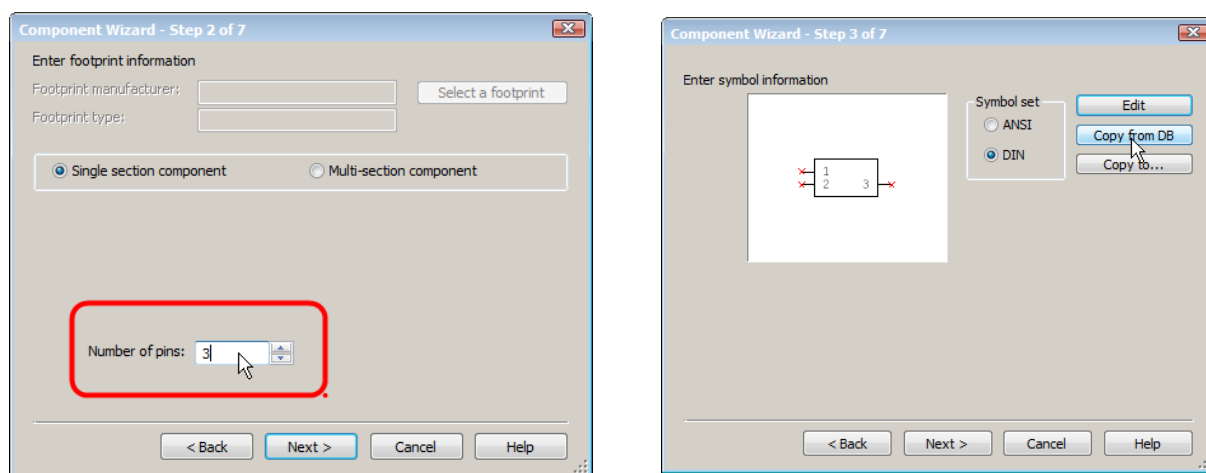 Component Wizard - Step 2 of 7
Enter footprint information
Footprint manufacturer:
Select a footprint
Footprint type:
Single section component
Multi-section component
Number of pins: 3
< Back Next > Cancel Help
Component Wizard - Step 3 of 7
Enter symbol information
Symbol set
ANSI
DIN
Edit
Copy from DB
Copy to...
1
2 3
< Back Next > Cancel Help